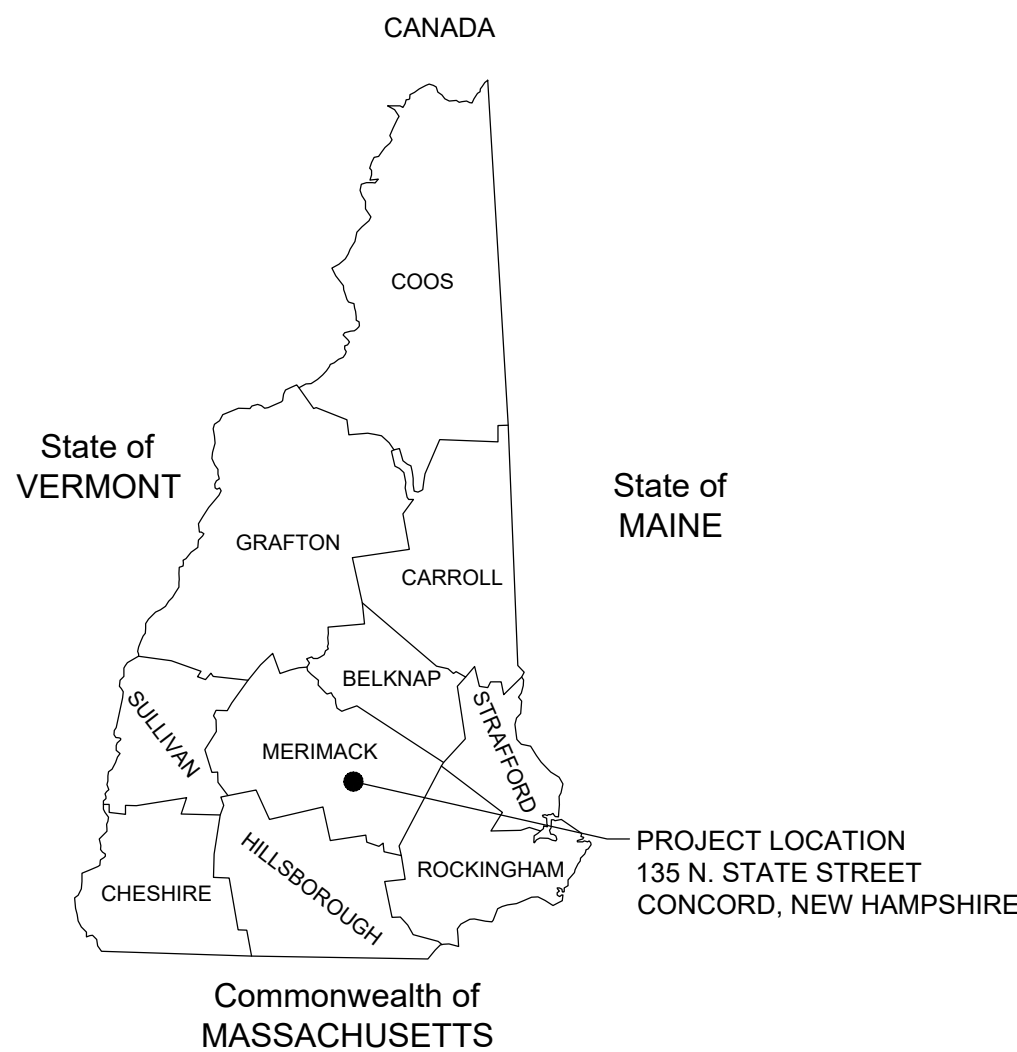 CANADA
COOS
State of
VERMONT
State of
MAINE
GRAFTON
CARROLL
BELKNAP
SULLIVAN
STRAFFORD
MERIMACK
PROJECT LOCATION
135 N. STATE STREET
CONCORD, NEW HAMPSHIRE
HILLSBOROUGH
ROCKINGHAM
CHESHIRE
Commonwealth of
MASSACHUSETTS